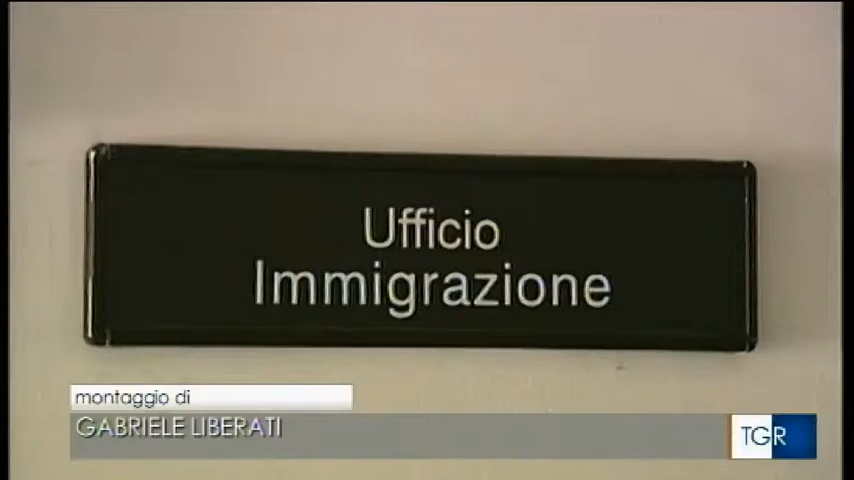 Ufficio
Immigrazione
montaggio di
GABRIELE LIBERATI
TGR